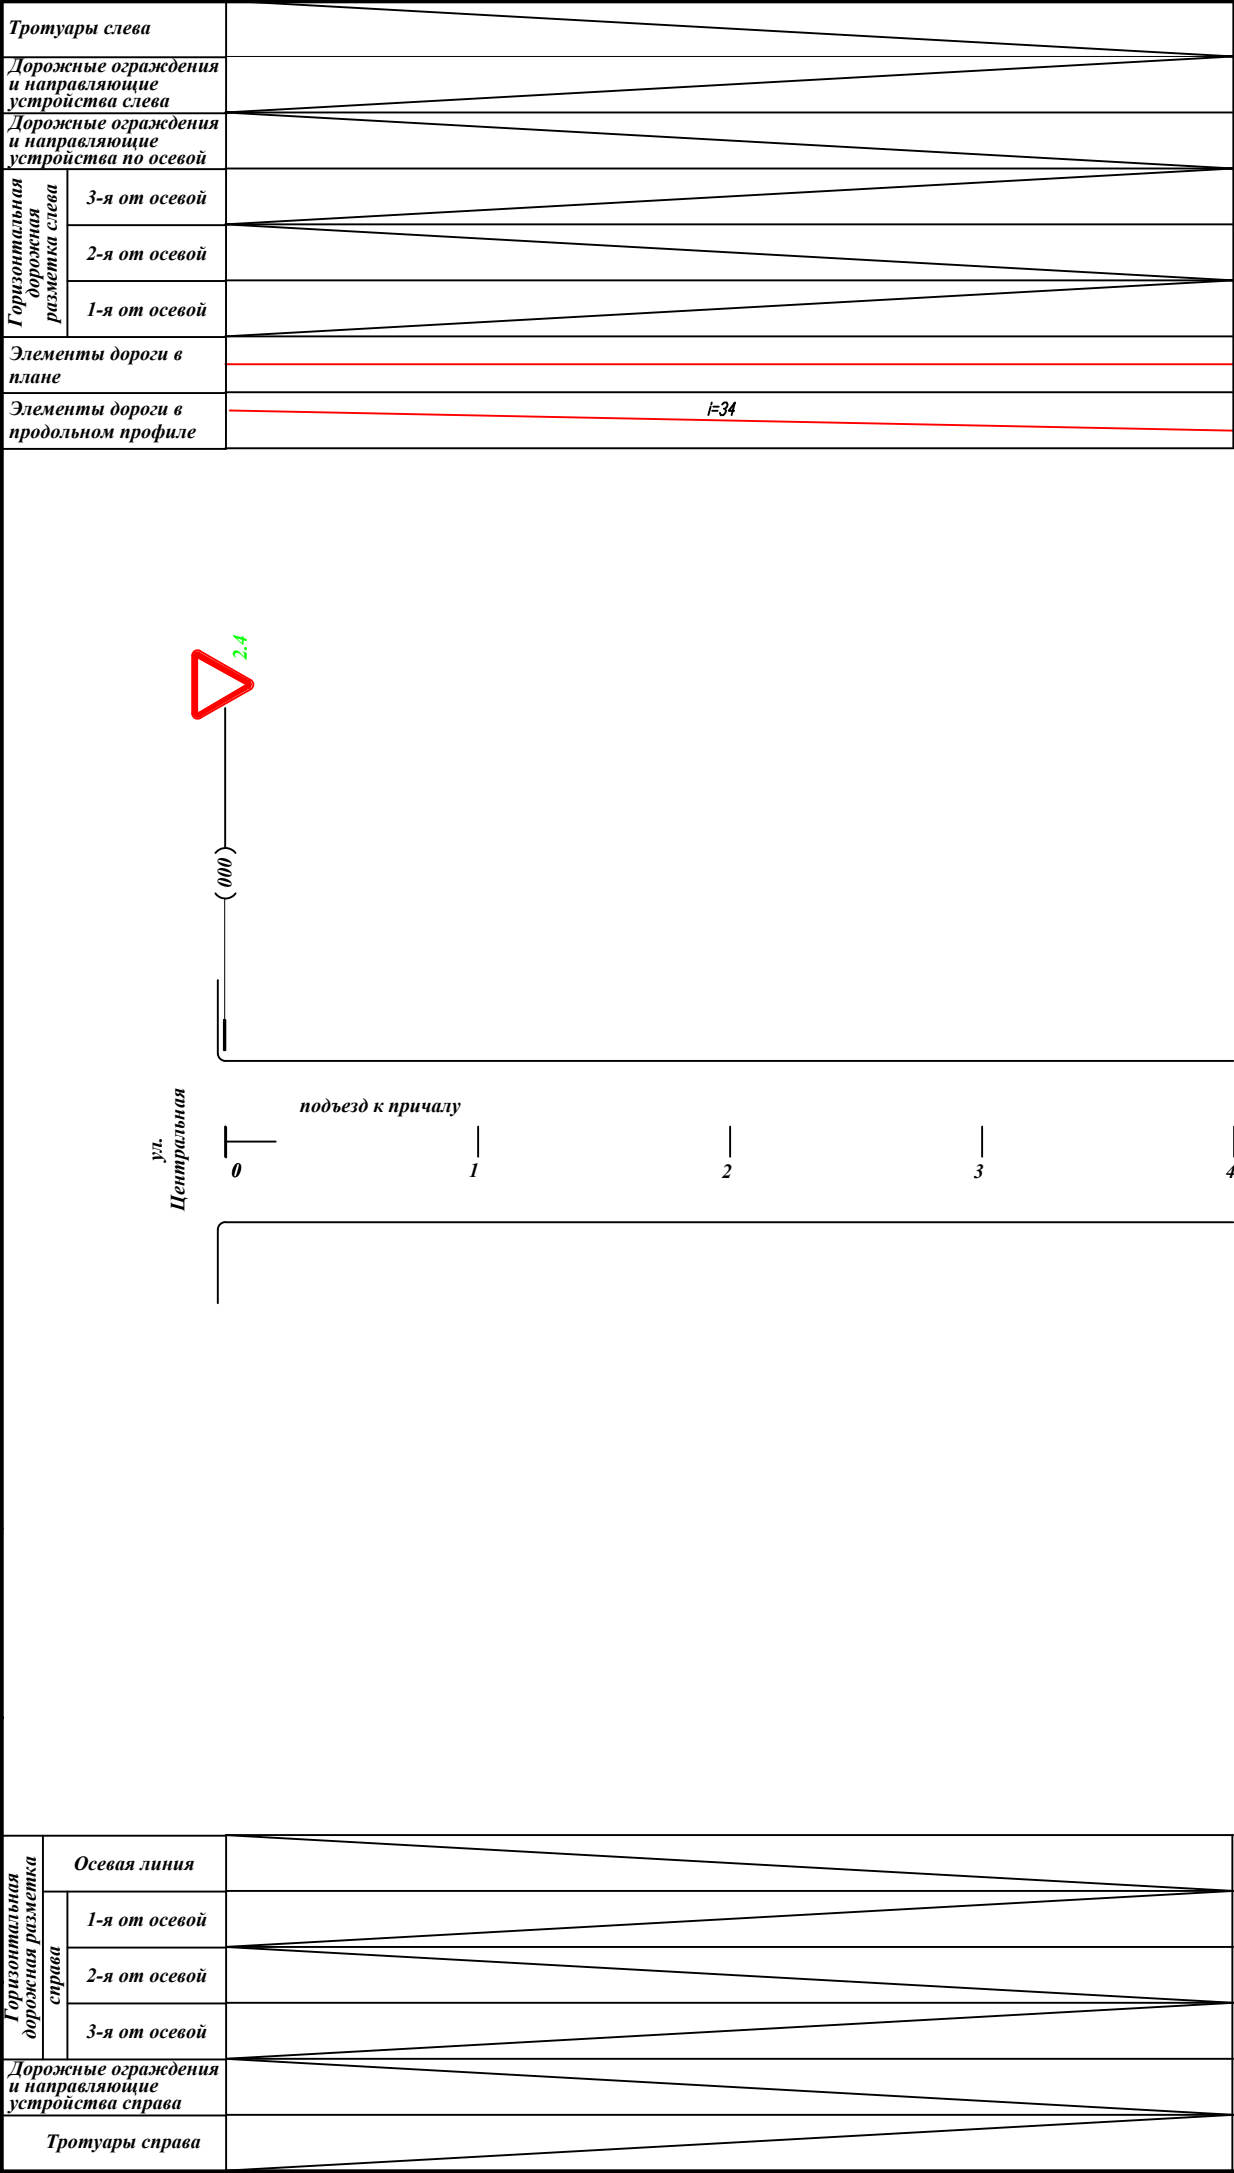 Тротуары слева
Дорожные ограждения
и направляющие
устройства слева
Дорожные ограждения
и направляющие
устройства по осевой
Горизонтальная
дорожная
разметка слева
3-я от осевой
2-я от осевой
1-я от осевой
Элементы дороги в
плане
Элементы дороги в
продольном профиле
i=34
2.4
( 000 )
ул.
Центральная
подъезд к причалу
0
1
2
3
4
Горизонтальная
дорожная разметка
справа
Осевая линия
1-я от осевой
2-я от осевой
3-я от осевой
Дорожные ограждения
и направляющие
устройства справа
Тротуары справа